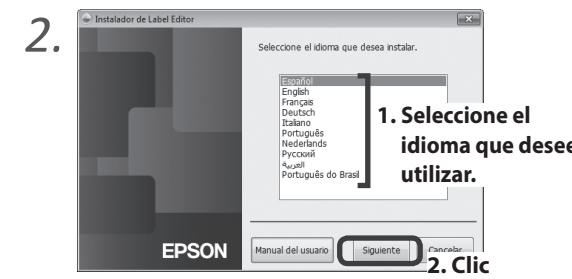 2.
Instalador de Label Editor
Seleccione el idioma que desea instalar.
Español
English
Français
Deutsch
Italiano
Português
Nederlands
Русский
العربية
Português do Brasil
1. Seleccione el
idioma que desee
utilizar.
EPSON
Manual del usuario
Siguiente
Cancelar
2. Clic